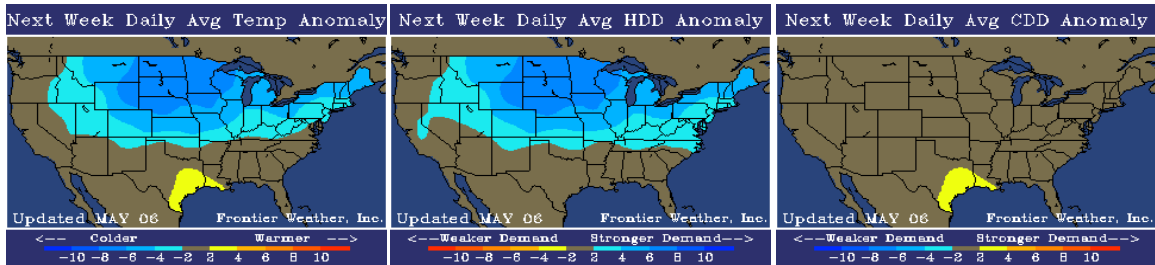 Next Week Daily Avg Temp Anomaly
Updated MAY 06
Frontier Weather, Inc.
<-- Colder Warmer -->
-10 -8 -6 -4 -2 2 4 6 8 10
Next Week Daily Avg HDD Anomaly
Updated MAY 06
Frontier Weather, Inc.
<--Weaker Demand Stronger Demand-->
-10 -8 -6 -4 -2 2 4 6 8 10
Next Week Daily Avg CDD Anomaly
Updated MAY 06
Frontier Weather, Inc.
<--Weaker Demand Stronger Demand-->
-10 -8 -6 -4 -2 2 4 6 8 10